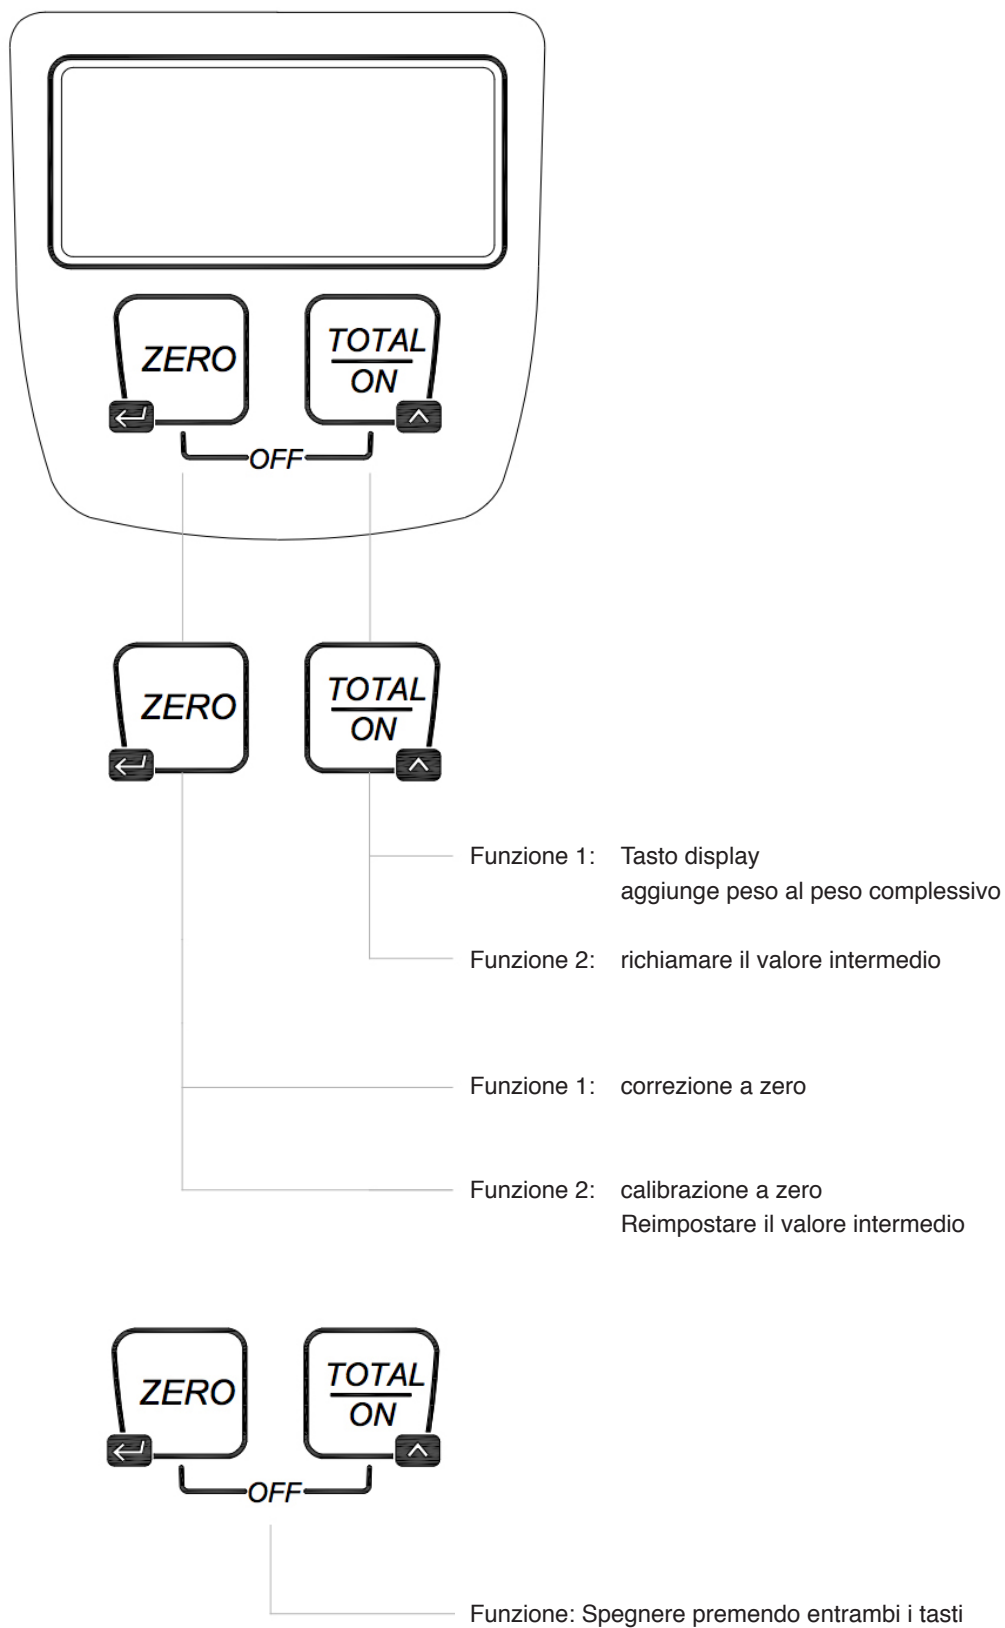 ZERO
TOTAL
ON
OFF
ZERO
TOTAL
ON
Funzione 1: Tasto display
aggiunge peso al peso complessivo
Funzione 2: richiamare il valore intermedio
Funzione 1: correzione a zero
Funzione 2: calibrazione a zero
Reimpostare il valore intermedio
ZERO
TOTAL
ON
OFF
Funzione: Spegnere premendo entrambi i tasti